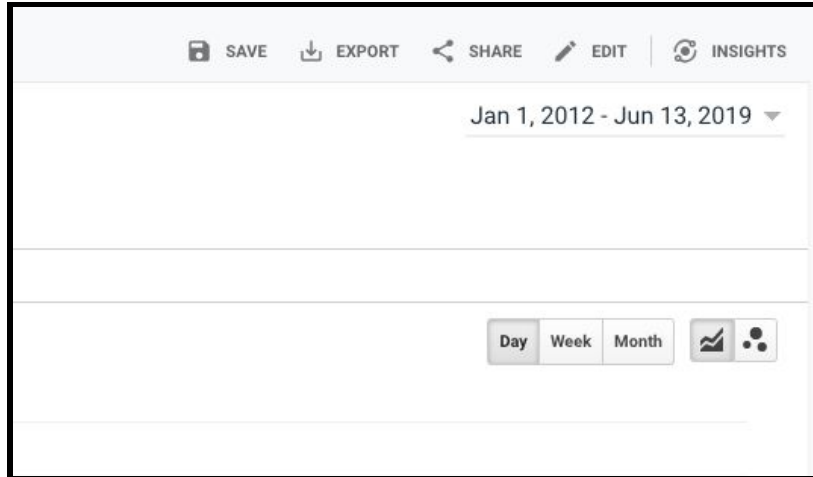 SAVE EXPORT SHARE EDIT INSIGHTS
Jan 1, 2012 - Jun 13, 2019
Day Week Month